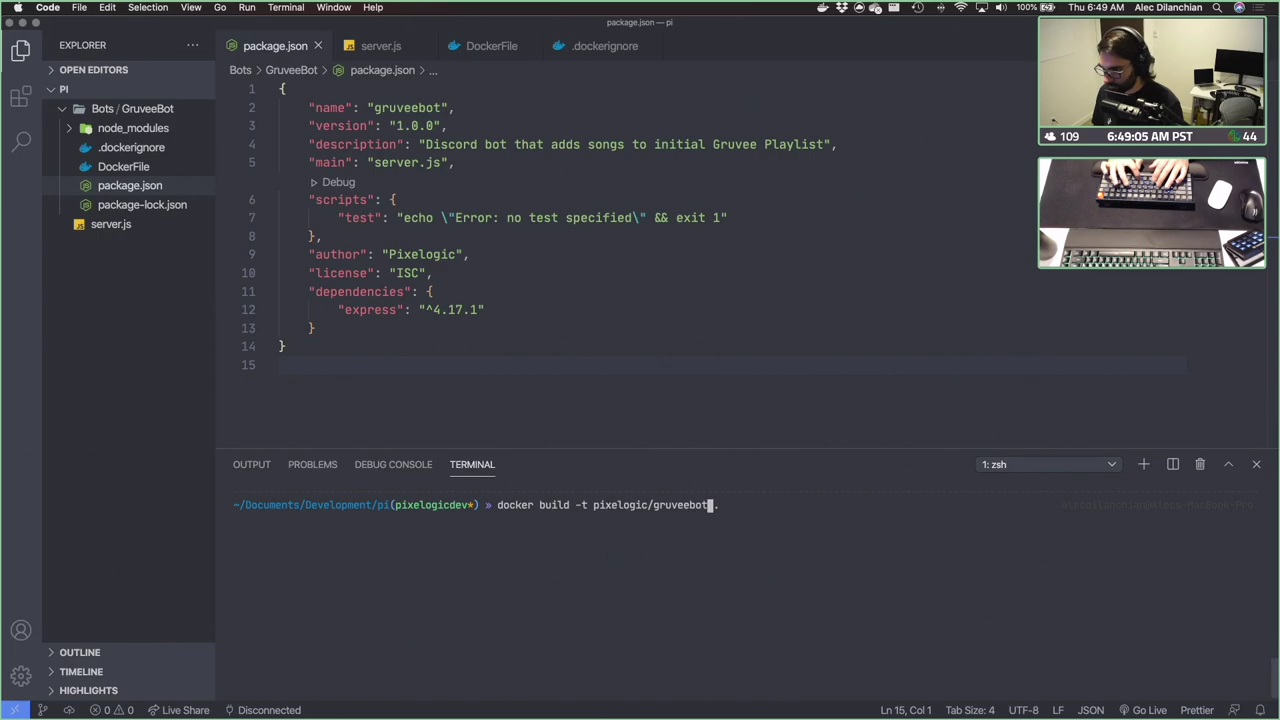 Code File Edit Selection View Go Run Terminal Window Help
100% Thu 6:49 AM Alec Dilanchian
package.json — pi
EXPLORER
OPEN EDITORS
PI
Bots / GruveeBot
node_modules
.dockerignore
DockerFile
package.json
package-lock.json
server.js
OUTLINE
TIMELINE
HIGHLIGHTS
package.json server.js DockerFile .dockerignore
Bots > GruveeBot > package.json > ...
1 {
2 "name": "gruveebot",
3 "version": "1.0.0",
4 "description": "Discord bot that adds songs to initial Gruvee Playlist",
5 "main": "server.js",
Debug
6 "scripts": {
7 "test": "echo \"Error: no test specified\" && exit 1"
8 },
9 "author": "Pixelogic",
10 "license": "ISC",
11 "dependencies": {
12 "express": "^4.17.1"
13 }
14 }
15
109 6:49:05 AM PST 44
OUTPUT PROBLEMS DEBUG CONSOLE TERMINAL 1: zsh
~/Documents/Development/pi(pixelogicdev*) » docker build -t pixelogic/gruveebot. alecdilanchian@Alecs-MacBook-Pro
0 0 Live Share Disconnected Ln 15, Col 1 Tab Size: 4 UTF-8 LF JSON Go Live Prettier